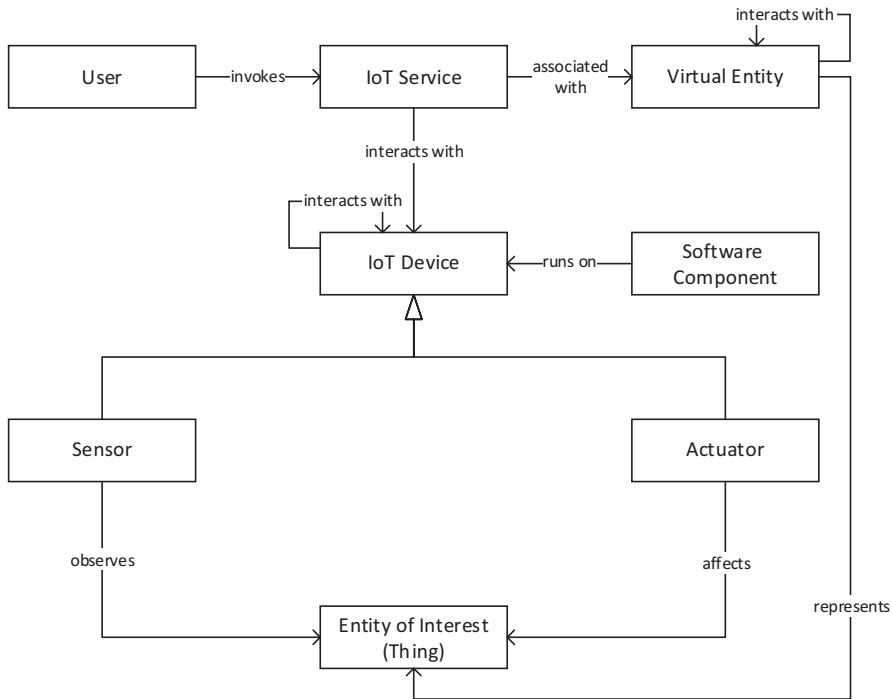 interacts with
User
invokes
IoT Service
associated
with
Virtual Entity
interacts with
interacts with
IoT Device
runs on
Software
Component
Sensor
Actuator
observes
affects
represents
Entity of Interest
(Thing)